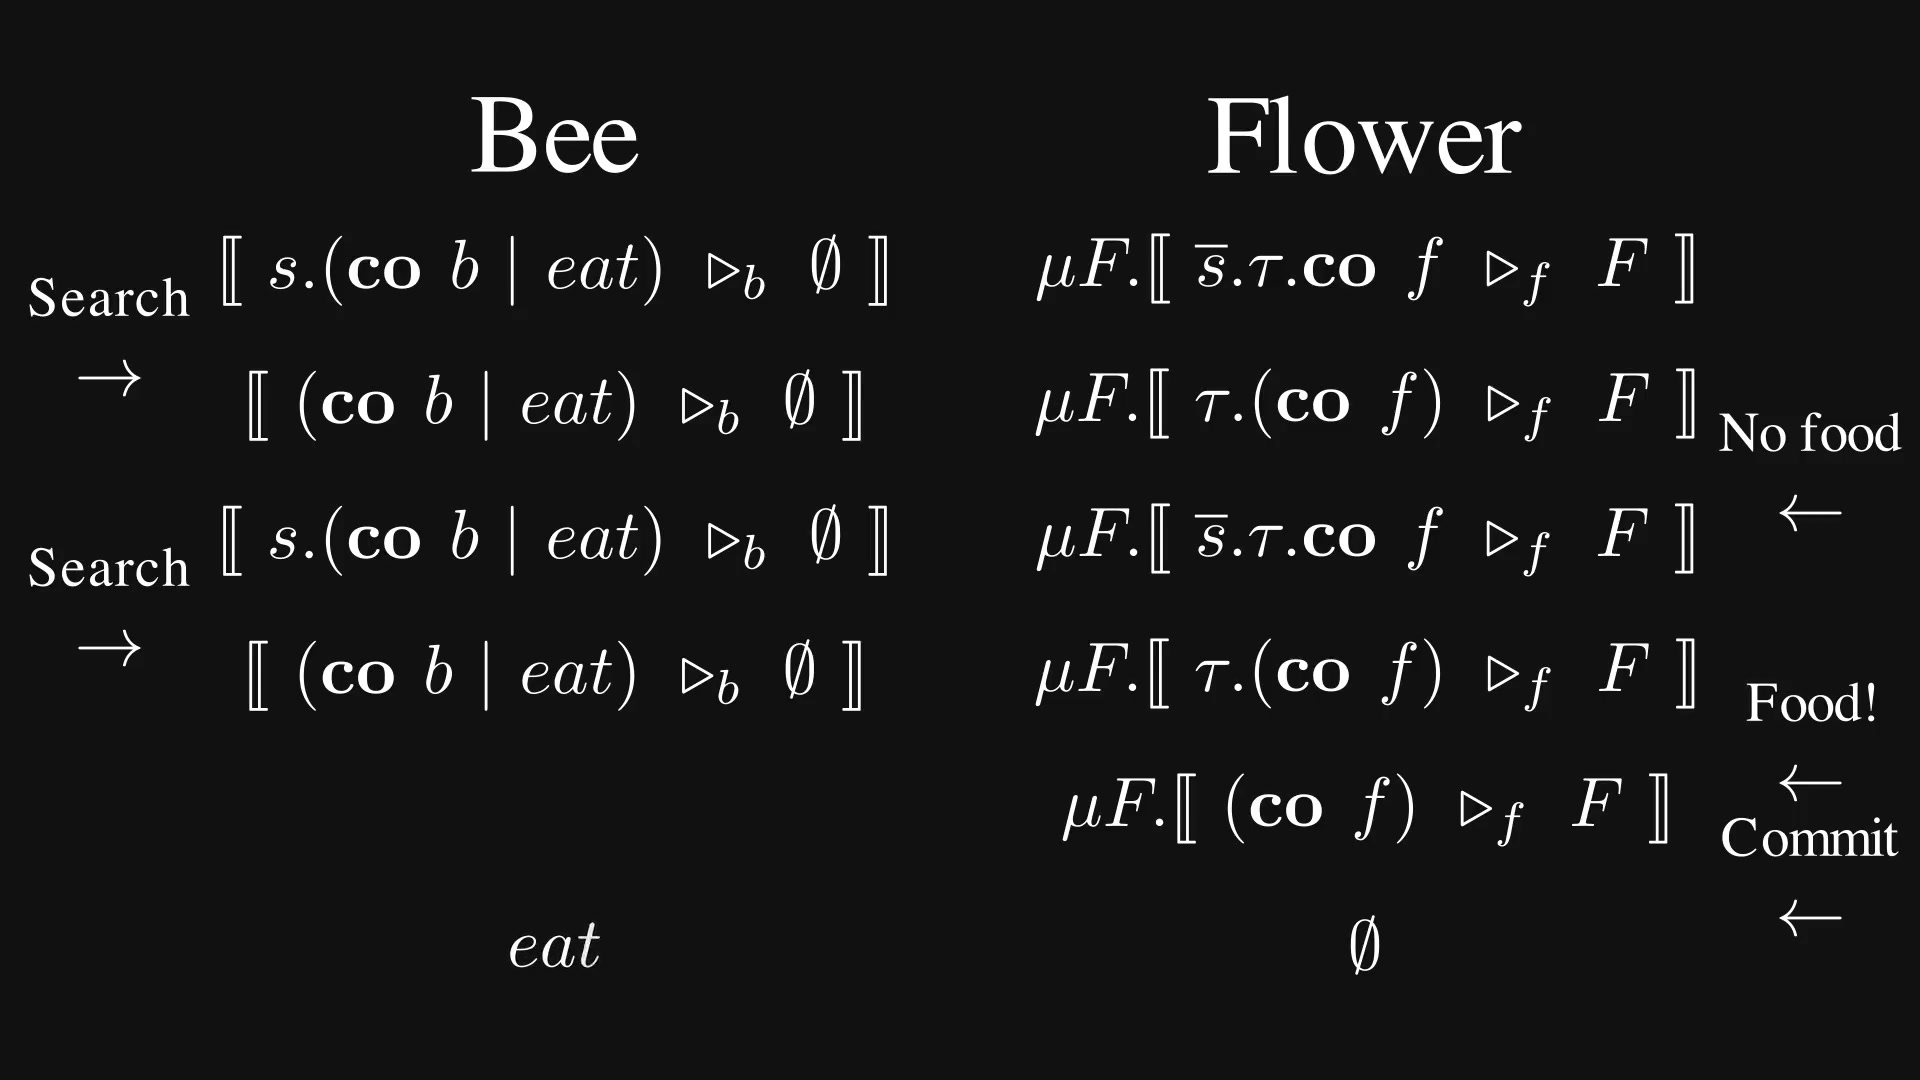 Bee Flower
Search → ⟦ s.(co b | eat) ▷_b ∅ ⟧ μF.⟦ s̅.τ.co f ▷_f F ⟧
⟦ (co b | eat) ▷_b ∅ ⟧ μF.⟦ τ.(co f) ▷_f F ⟧ No food ←
Search → ⟦ s.(co b | eat) ▷_b ∅ ⟧ μF.⟦ s̅.τ.co f ▷_f F ⟧
⟦ (co b | eat) ▷_b ∅ ⟧ μF.⟦ τ.(co f) ▷_f F ⟧ Food! ←
μF.⟦ (co f) ▷_f F ⟧ Commit ←
eat ∅